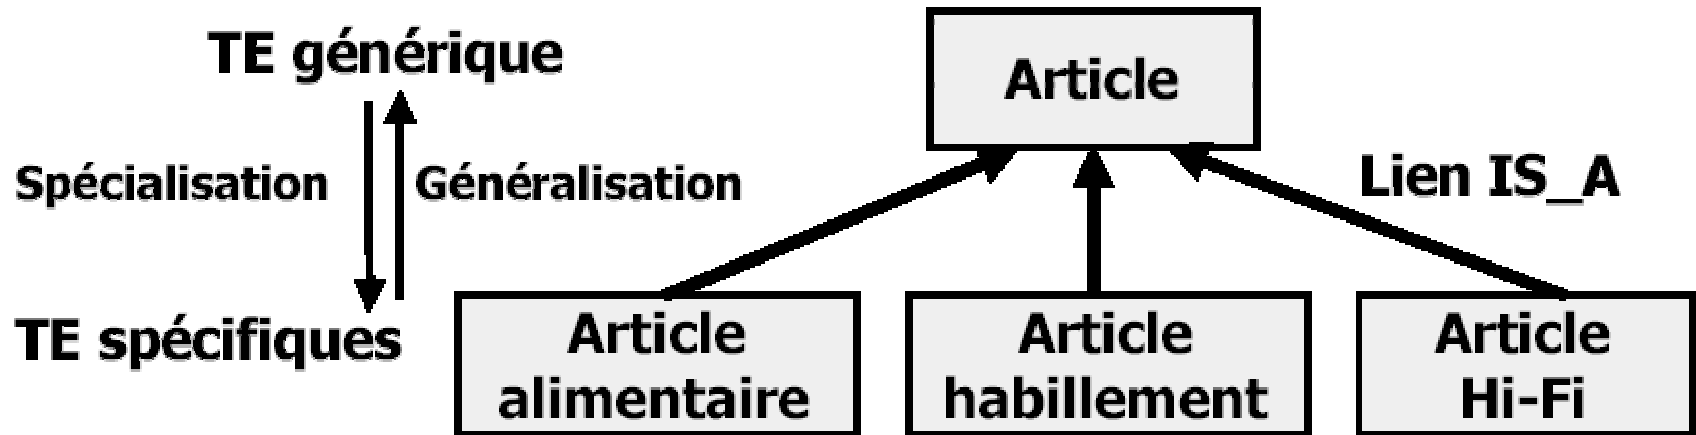 TE générique
Article
Spécialisation
Généralisation
Lien IS_A
TE spécifiques
Article
alimentaire
Article
habillement
Article
Hi-Fi